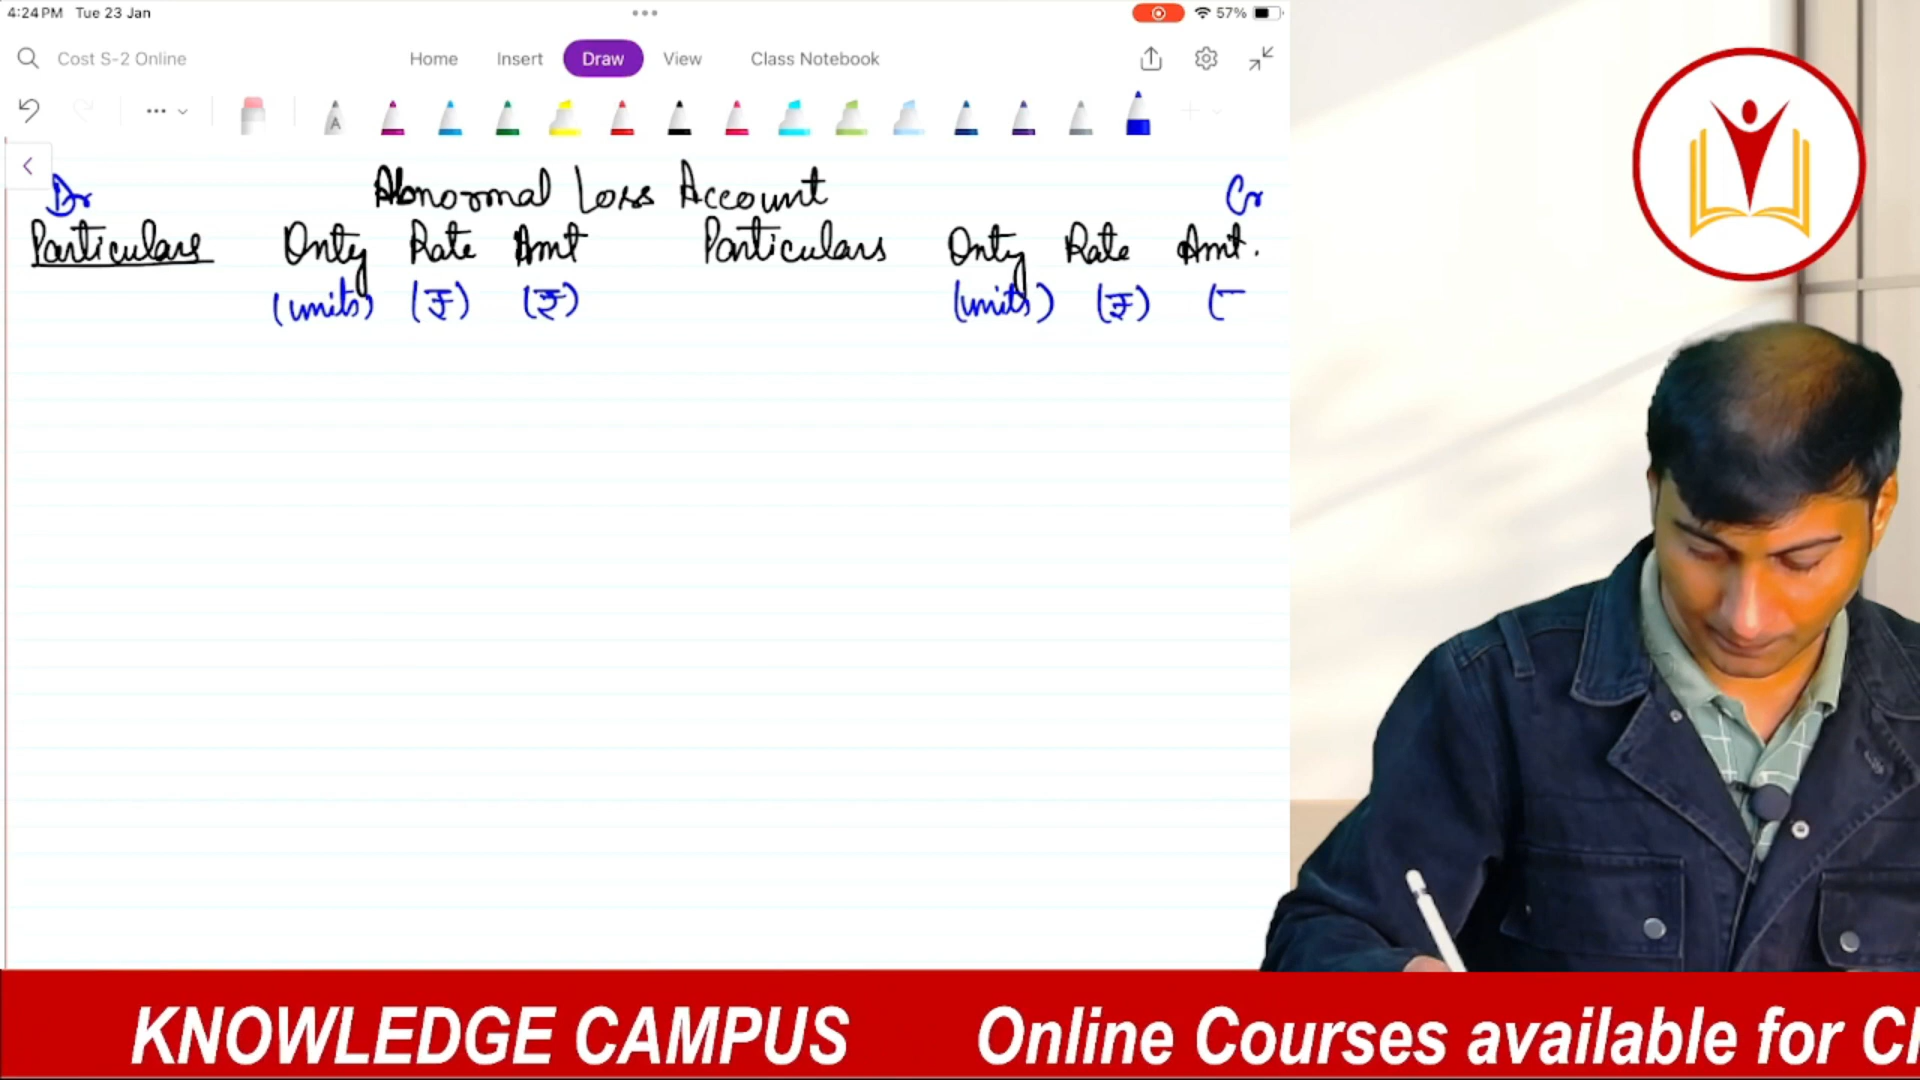 4:24 PM Tue 23 Jan
57%
Cost S-2 Online
Home Insert Draw View Class Notebook
A
Dr Abnormal Loss Account Cr
Particulars Qnty Rate Amt Particulars Qnty Rate Amt.
(units) (₹) (₹) (units) (₹) (
KNOWLEDGE CAMPUS Online Courses available for